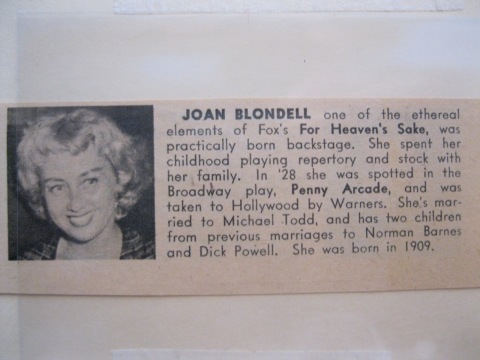 JOAN BLONDELL one of the ethereal
elements of Fox's For Heaven's Sake, was
practically born backstage. She spent her
childhood playing repertory and stock with
her family. In '28 she was spotted in the
Broadway play, Penny Arcade, and was
taken to Hollywood by Warners. She's mar-
ried to Michael Todd, and has two children
from previous marriages to Norman Barnes
and Dick Powell. She was born in 1909.